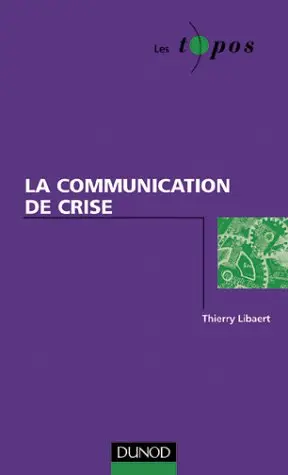 Les topos
LA COMMUNICATION
DE CRISE
Thierry Libaert
DUNOD